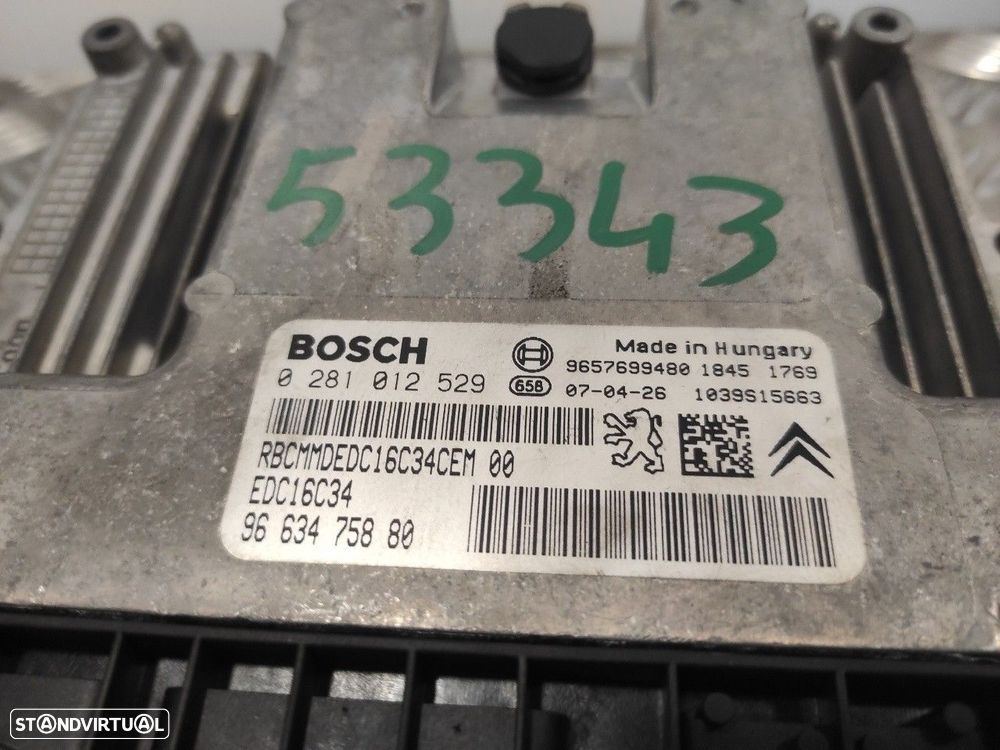 53343
BOSCH
Made in Hungary
9657699480 1845 1769
0 281 012 529 658 07-04-26 1039S15663
RBCMMDEDC16C34CEM 00
EDC16C34
96 634 758 80
STANDVIRTUAL